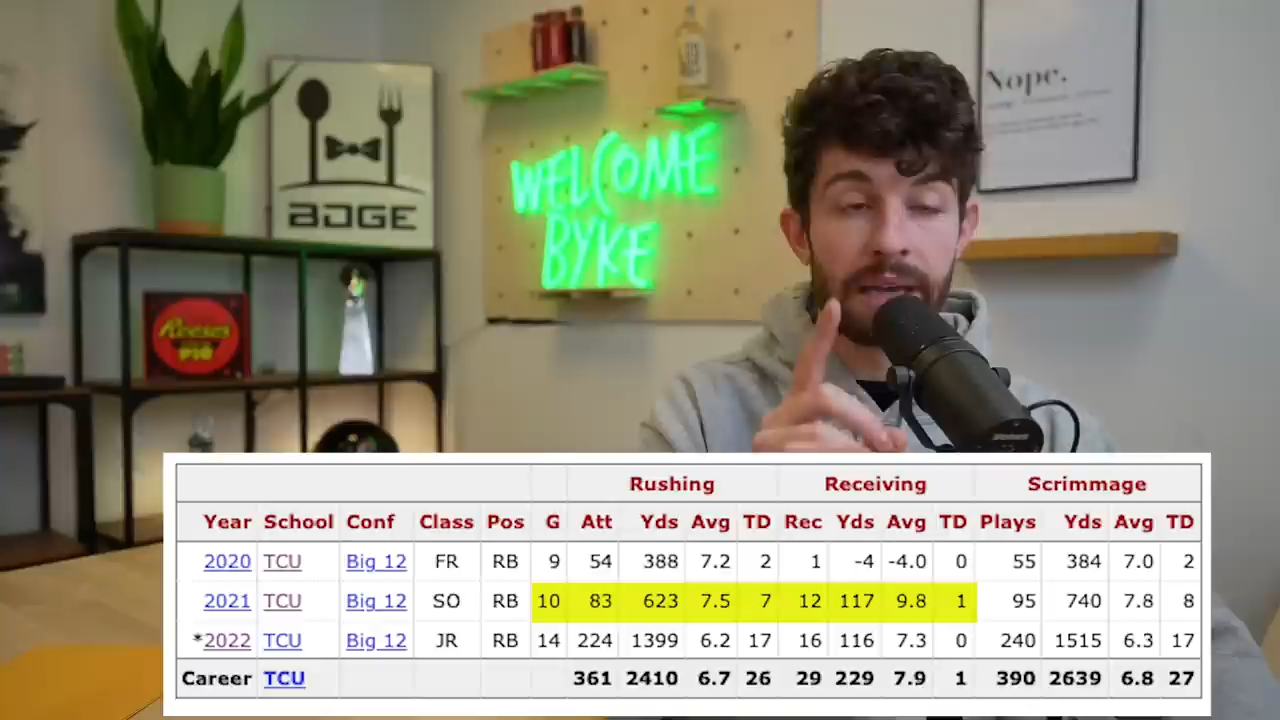 Nope.
WELCOME
BYKE
BDGE
Reese's
PIE
Rushing Receiving Scrimmage
Year School Conf Class Pos G Att Yds Avg TD Rec Yds Avg TD Plays Yds Avg TD
2020 TCU Big 12 FR RB 9 54 388 7.2 2 1 -4 -4.0 0 55 384 7.0 2
2021 TCU Big 12 SO RB 10 83 623 7.5 7 12 117 9.8 1 95 740 7.8 8
*2022 TCU Big 12 JR RB 14 224 1399 6.2 17 16 116 7.3 0 240 1515 6.3 17
Career TCU 361 2410 6.7 26 29 229 7.9 1 390 2639 6.8 27